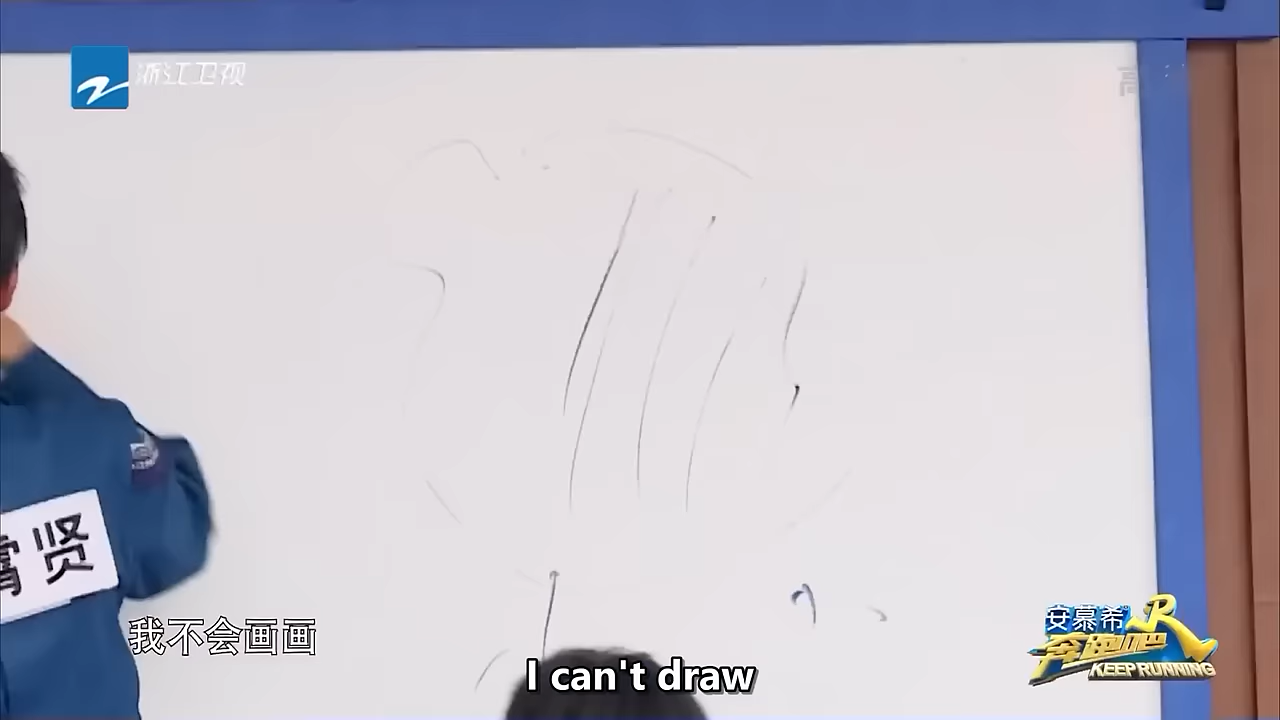 浙江卫视
高
贤
我不会画画
I can't draw
安慕希
奔跑吧
KEEP RUNNING